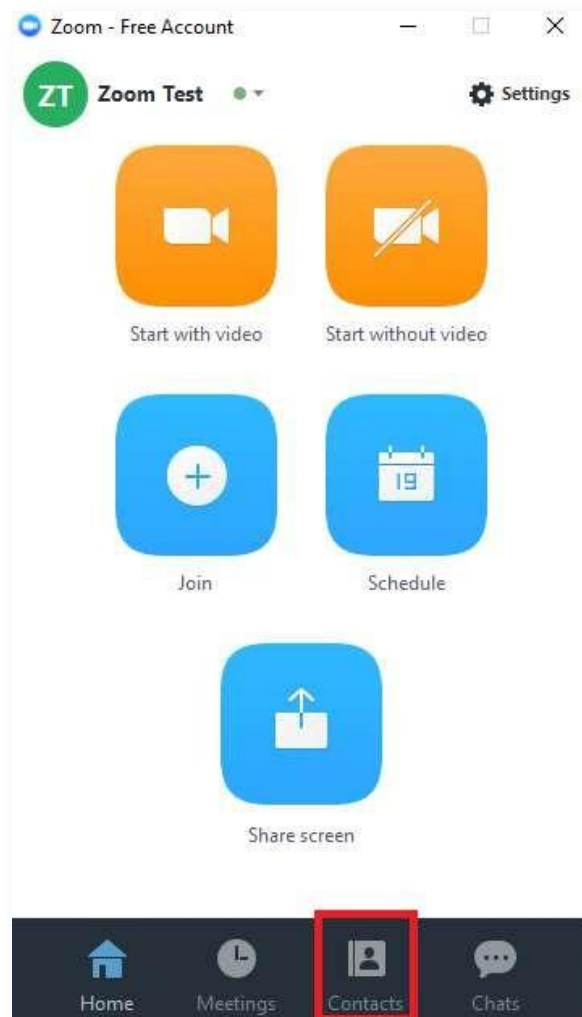 Zoom - Free Account
ZT Zoom Test Settings
Start with video Start without video
19
Join Schedule
Share screen
Home Meetings Contacts Chats